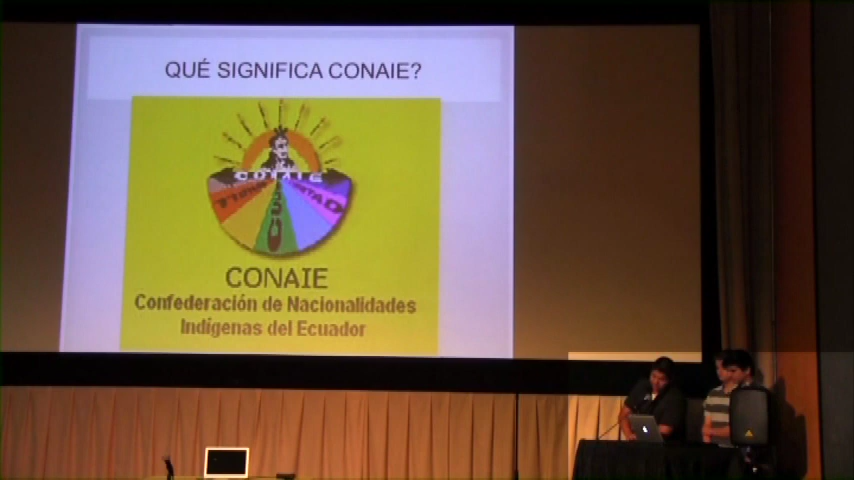 QUÉ SIGNIFICA CONAIE?
CONAIE
CONAIE
Confederación de Nacionalidades
Indígenas del Ecuador